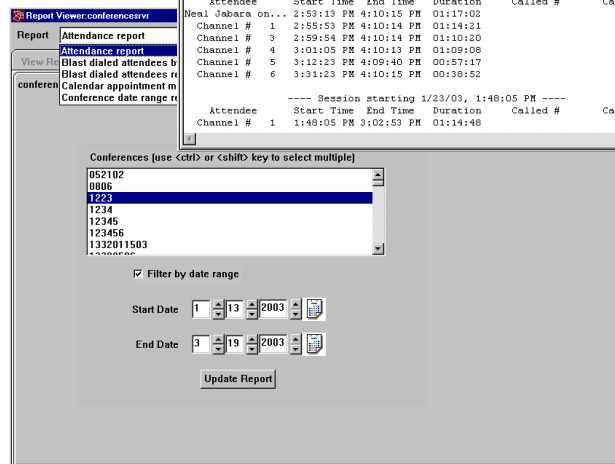 Report Viewer:conferencesrvr
Report Attendance report
Attendance report
Blast dialed attendees
Blast dialed attendees re
Calendar appointment m
Conference date range re
View Re
conferen
Attendee Start Time End Time Duration Called # Ca
Neal Jabara on... 2:53:13 PM 4:10:15 PM 01:17:02
Channel # 1 2:55:53 PM 4:10:14 PM 01:14:21
Channel # 3 2:59:54 PM 4:10:14 PM 01:10:20
Channel # 4 3:01:05 PM 4:10:13 PM 01:09:08
Channel # 5 3:12:23 PM 4:09:40 PM 00:57:17
Channel # 6 3:31:23 PM 4:10:15 PM 00:38:52
---- Session starting 1/23/03, 1:48:05 PM ----
Attendee Start Time End Time Duration Called # Ca
Channel # 1 1:48:05 PM 3:02:53 PM 01:14:48
Conferences (use <ctrl> or <shift> key to select multiple)
052102
0806
1223
1234
12345
123456
1332011503
Filter by date range
Start Date 1 13 2003
End Date 3 19 2003
Update Report